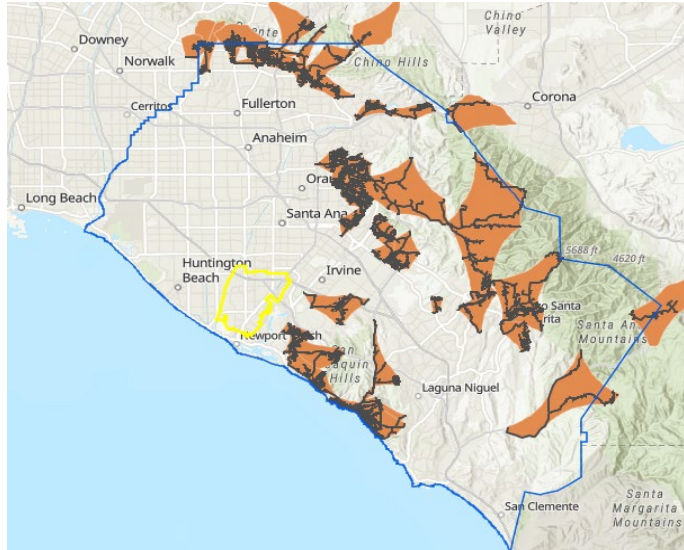 Chino
Valley
Downey
Norwalk
Chino Hills
Cerritos
Fullerton
Corona
Anaheim
Long Beach
Santa Ana
5688 ft
4620 ft
Huntington
Beach
Irvine
Santa
Mountains
Hills
Laguna Niguel
San Clemente
Santa
Margarita
Mountains